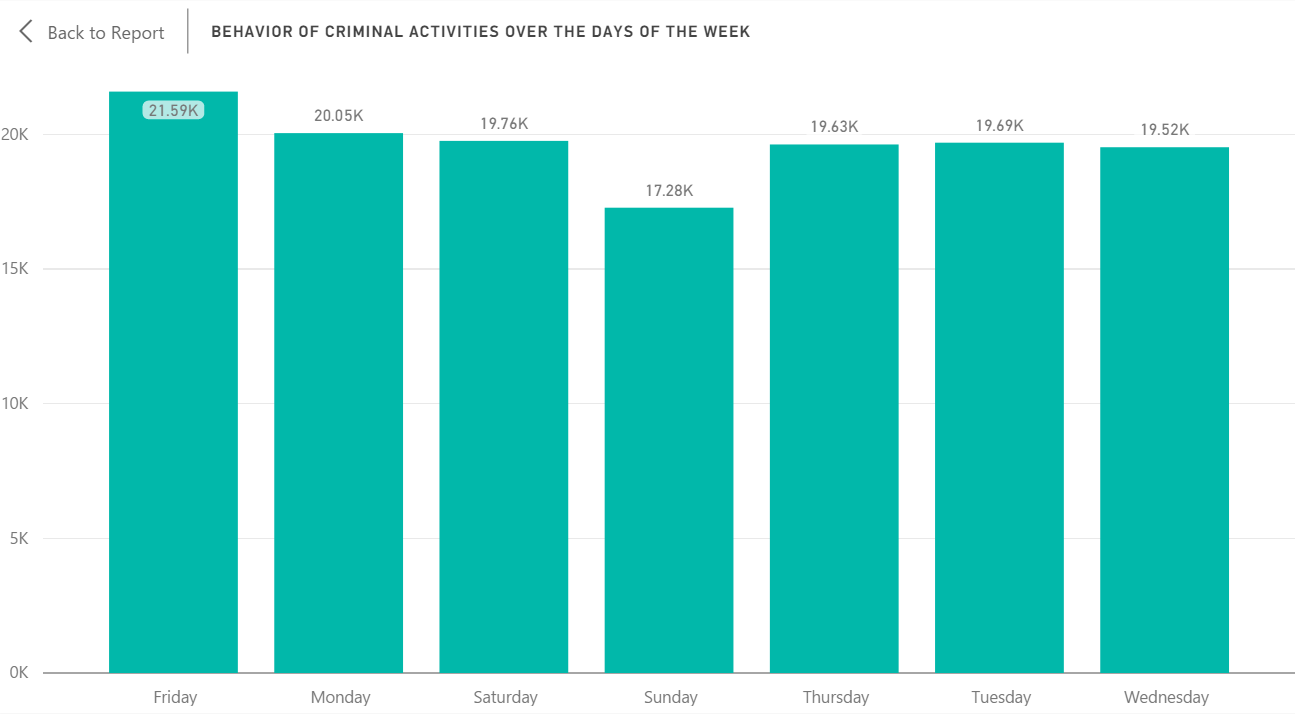 Back to Report
BEHAVIOR OF CRIMINAL ACTIVITIES OVER THE DAYS OF THE WEEK
21.59K
20.05K
19.76K
17.28K
19.63K
19.69K
19.52K
20K
15K
10K
5K
0K
Friday
Monday
Saturday
Sunday
Thursday
Tuesday
Wednesday